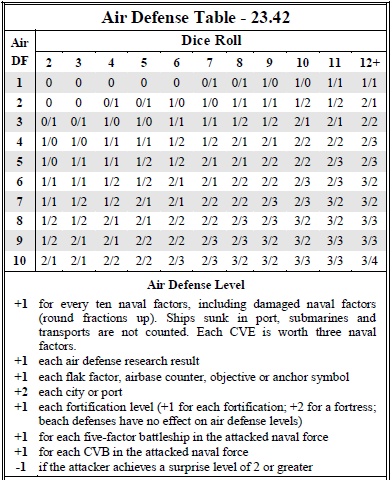 Air Defense Table - 23.42
Air DF Dice Roll
2 3 4 5 6 7 8 9 10 11 12+
1 0 0 0 0 0 0/1 0/1 1/0 1/0 1/1 1/1
2 0 0 0/1 0/1 1/0 1/0 1/1 1/1 1/2 1/2 2/1
3 0/1 0/1 1/0 1/0 1/1 1/1 1/2 1/2 2/1 2/1 2/2
4 1/0 1/0 1/1 1/1 1/2 1/2 2/1 2/1 2/2 2/2 2/3
5 1/0 1/1 1/1 1/2 1/2 2/1 2/1 2/2 2/2 2/3 2/3
6 1/1 1/1 1/2 1/2 2/1 2/1 2/2 2/2 2/3 2/3 3/2
7 1/1 1/2 1/2 2/1 2/1 2/2 2/2 2/3 2/3 3/2 3/2
8 1/2 1/2 2/1 2/1 2/2 2/2 2/3 2/3 3/2 3/2 3/3
9 1/2 2/1 2/1 2/2 2/2 2/3 2/3 3/2 3/2 3/3 3/3
10 2/1 2/1 2/2 2/2 2/3 2/3 3/2 3/2 3/3 3/3 3/4
Air Defense Level
+1 for every ten naval factors, including damaged naval factors
(round fractions up). Ships sunk in port, submarines and
transports are not counted. Each CVE is worth three naval
factors.
+1 each air defense research result
+1 each flak factor, airbase counter, objective or anchor symbol
+2 each city or port
+1 each fortification level (+1 for each fortification; +2 for a fortress;
beach defenses have no effect on air defense levels)
+1 for each five-factor battleship in the attacked naval force
+1 for each CVB in the attacked naval force
-1 if the attacker achieves a surprise level of 2 or greater